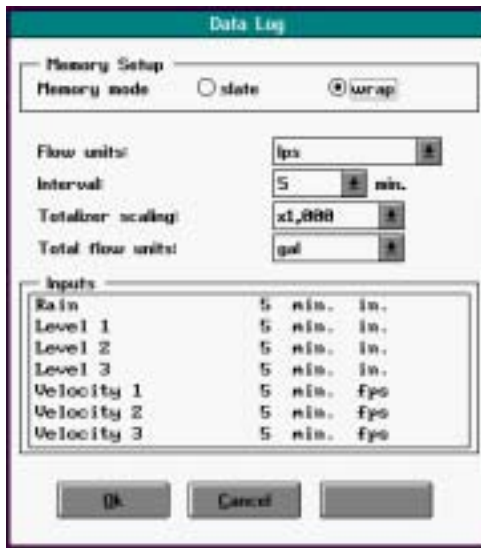 Data Log
Memory Setup
Memory mode slate wrap
Flow units: lps
Interval: 5 min.
Totalizer scaling: x1,000
Total flow units: gal
Inputs
Rain 5 min. in.
Level 1 5 min. in.
Level 2 5 min. in.
Level 3 5 min. in.
Velocity 1 5 min. fps
Velocity 2 5 min. fps
Velocity 3 5 min. fps
Ok Cancel